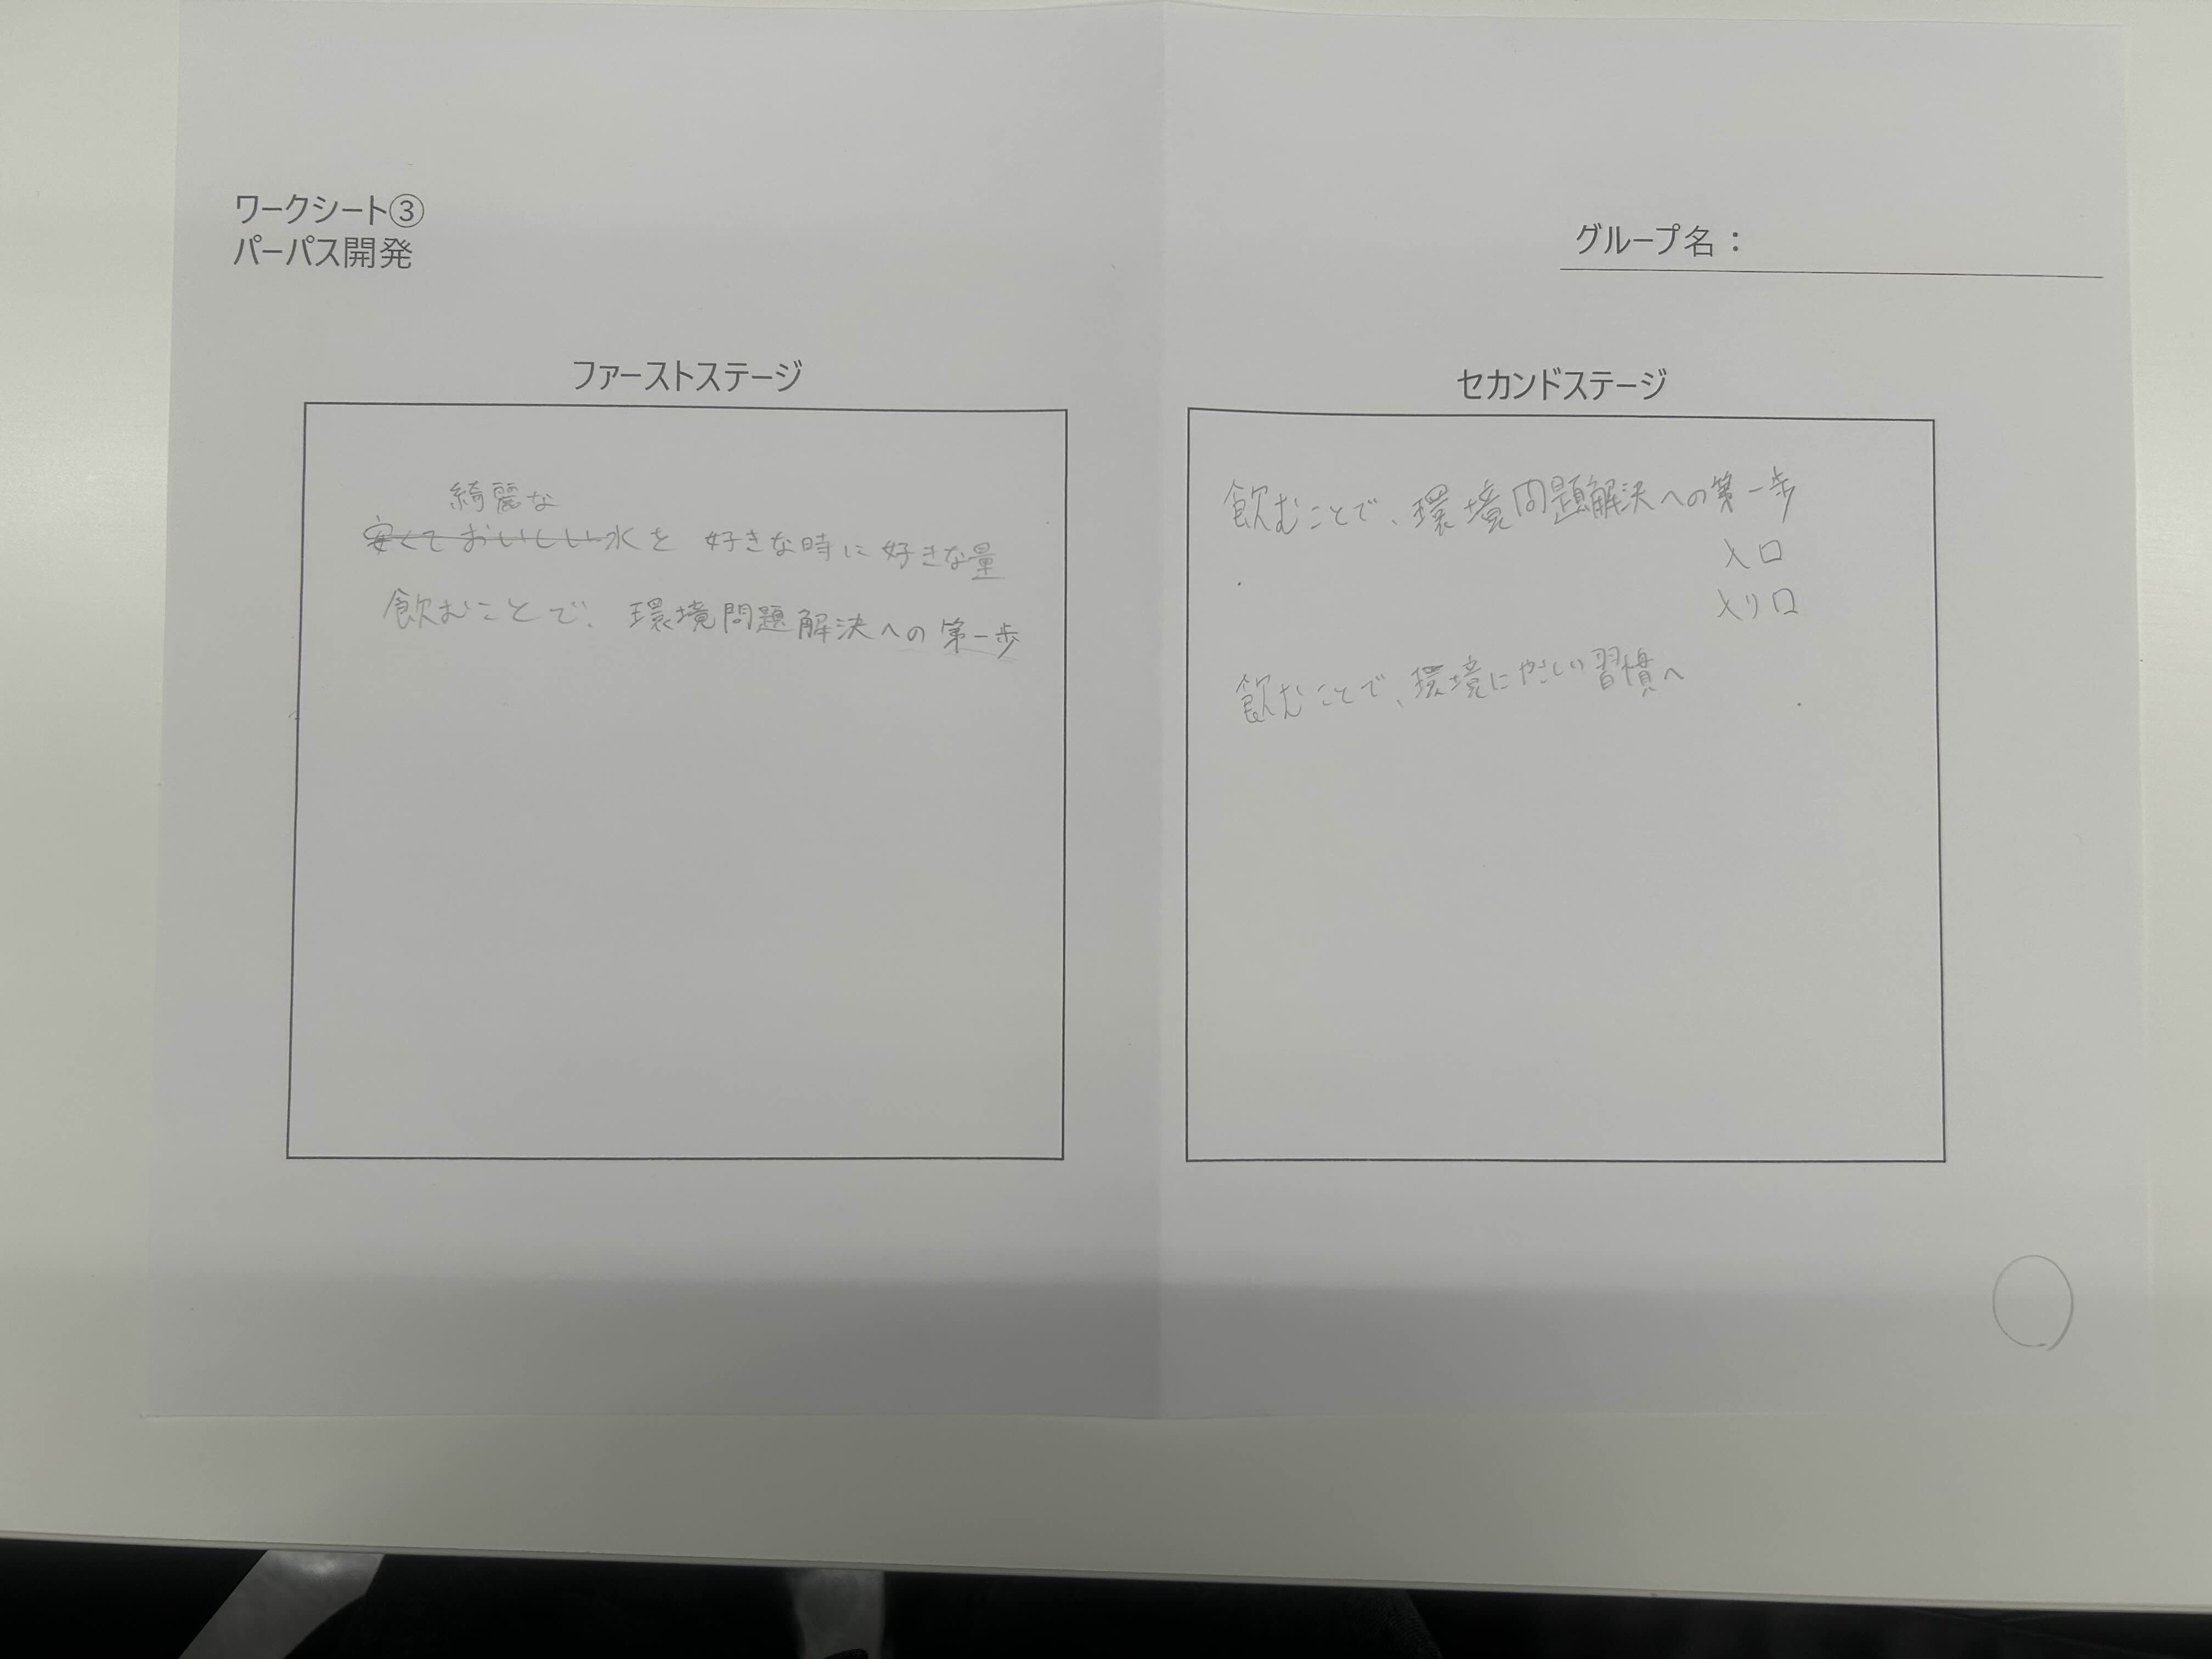 ワークシート③
パーパス開発
グループ名：
ファーストステージ
綺麗な
安くておいしい水を 好きな時に好きな量
飲むことで、環境問題解決への第一歩
セカンドステージ
飲むことで、環境問題解決への第一歩
入口
入り口
飲むことで、環境にやさしい習慣へ